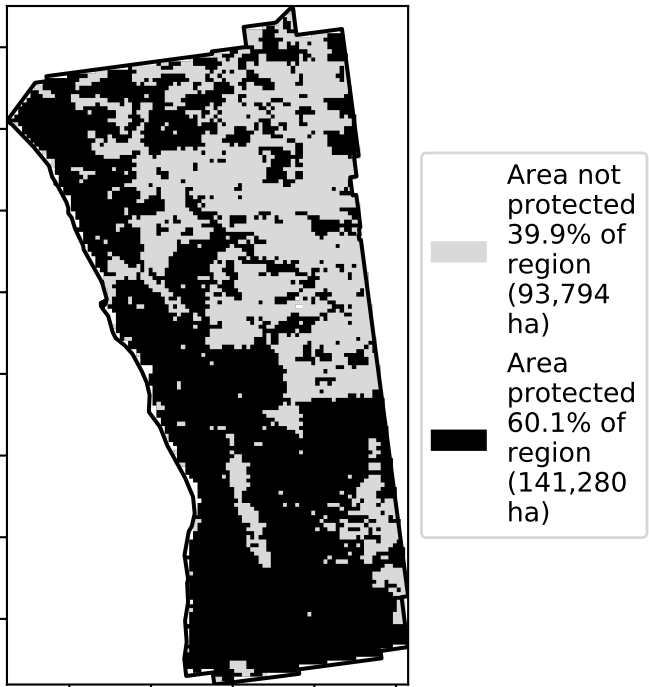 Area not
protected
39.9% of
region
(93,794
ha)
Area
protected
60.1% of
region
(141,280
ha)